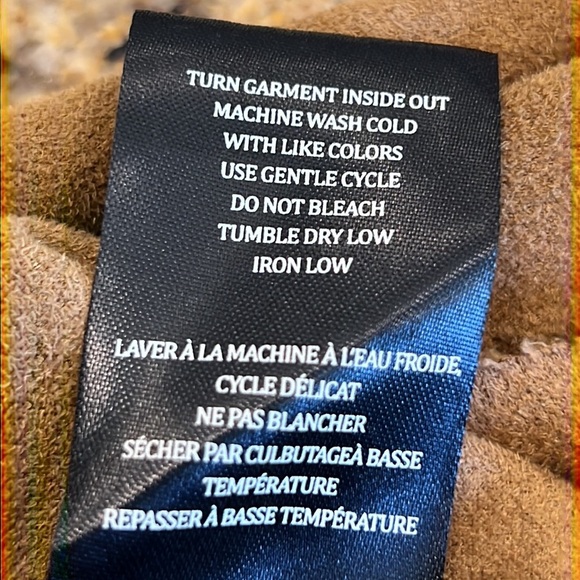 TURN GARMENT INSIDE OUT
MACHINE WASH COLD
WITH LIKE COLORS
USE GENTLE CYCLE
DO NOT BLEACH
TUMBLE DRY LOW
IRON LOW
LAVER À LA MACHINE À L'EAU FROIDE,
CYCLE DÉLICAT
NE PAS BLANCHER
SÉCHER PAR CULBUTAGEÀ BASSE
TEMPÉRATURE
REPASSER À BASSE TEMPÉRATURE